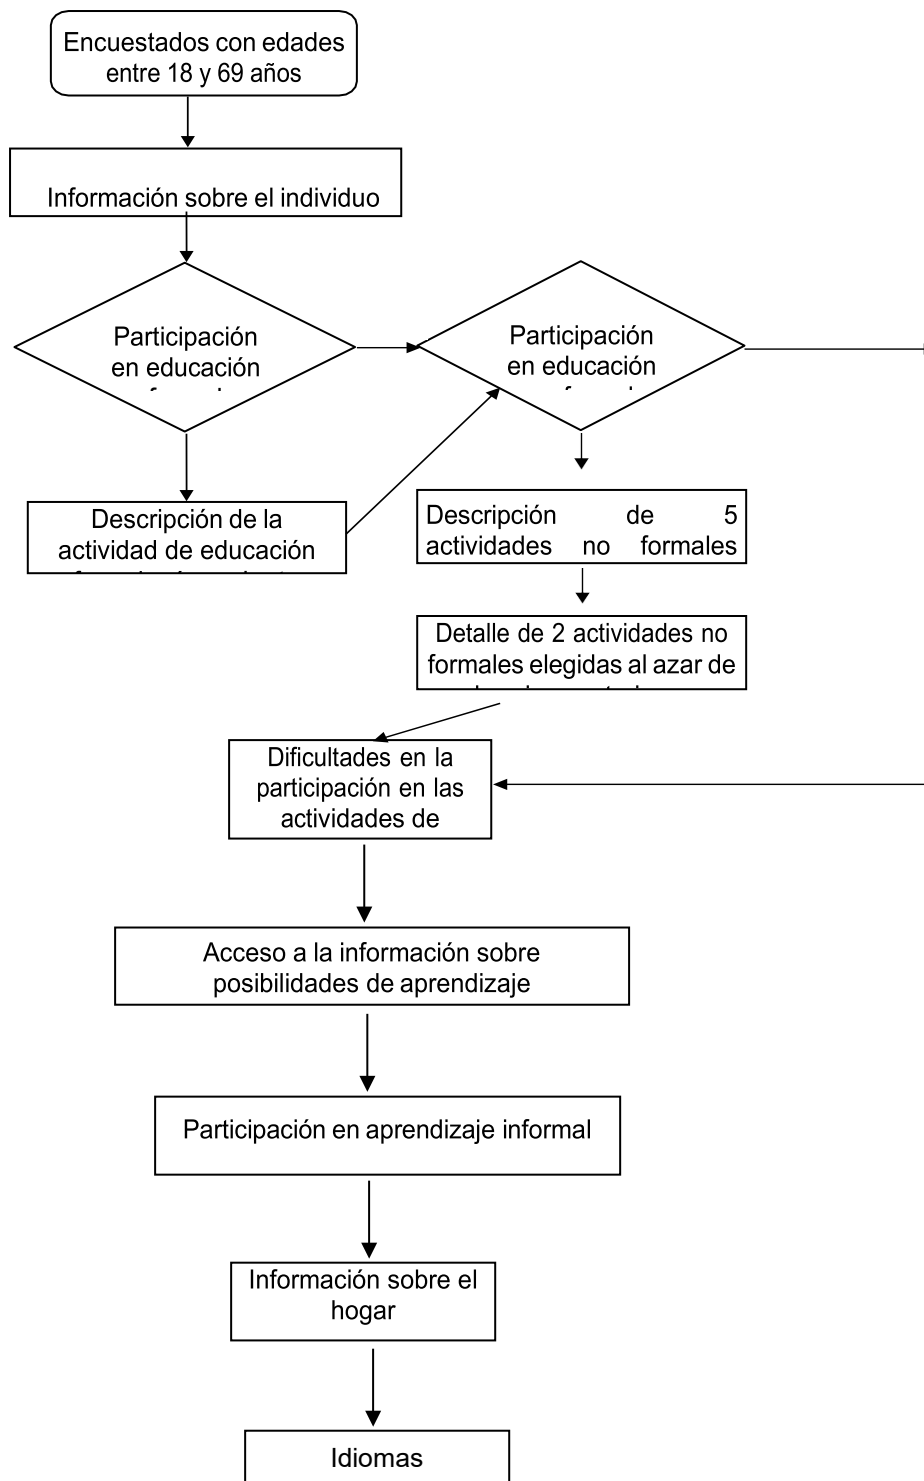 Encuestados con edades
entre 18 y 69 años
Información sobre el individuo
Participación
en educación
Participación
en educación
Descripción de la
actividad de educación
Descripción de 5
actividades no formales
Detalle de 2 actividades no
formales elegidas al azar de
Dificultades en la
participación en las
actividades de
Acceso a la información sobre
posibilidades de aprendizaje
Participación en aprendizaje informal
Información sobre el
hogar
Idiomas